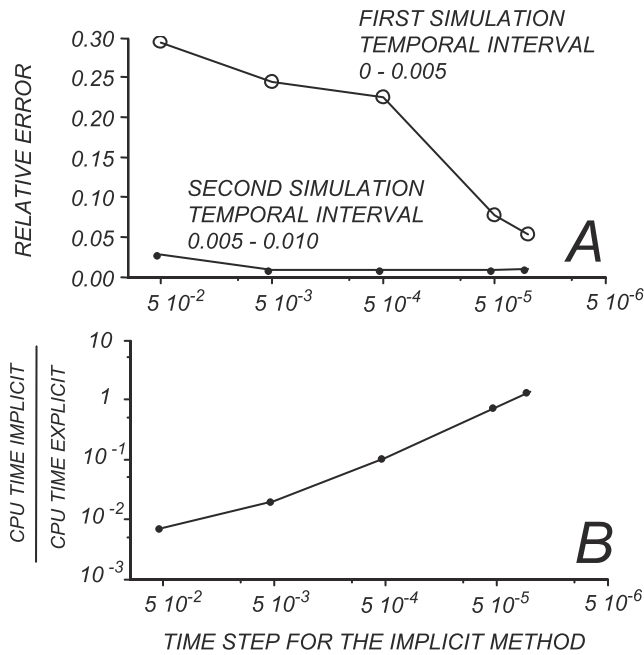 FIRST SIMULATION
TEMPORAL INTERVAL
0 - 0.005
RELATIVE ERROR
0.30
0.25
0.20
0.15
0.10
0.05
0.00
SECOND SIMULATION
TEMPORAL INTERVAL
0.005 - 0.010
A
5 10⁻² 5 10⁻³ 5 10⁻⁴ 5 10⁻⁵ 5 10⁻⁶
CPU TIME IMPLICIT
CPU TIME EXPLICIT
10
1
10⁻¹
10⁻²
10⁻³
B
5 10⁻² 5 10⁻³ 5 10⁻⁴ 5 10⁻⁵ 5 10⁻⁶
TIME STEP FOR THE IMPLICIT METHOD